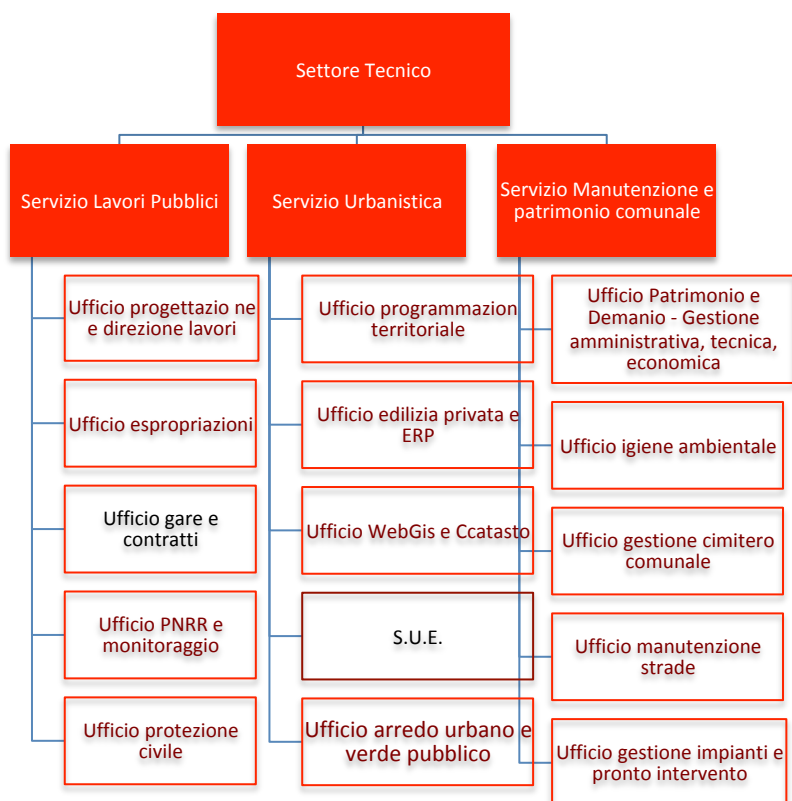 Settore Tecnico
Servizio Lavori Pubblici
Ufficio progettazio ne
e direzione lavori
Ufficio espropriazioni
Ufficio gare e
contratti
Ufficio PNRR e
monitoraggio
Ufficio protezione
civile
Servizio Urbanistica
Ufficio programmazion
territoriale
Ufficio edilizia privata e
ERP
Ufficio WebGis e Ccatasto
S.U.E.
Ufficio arredo urbano e
verde pubblico
Servizio Manutenzione e
patrimonio comunale
Ufficio Patrimonio e
Demanio - Gestione
amministrativa, tecnica,
economica
Ufficio igiene ambientale
Ufficio gestione cimitero
comunale
Ufficio manutenzione
strade
Ufficio gestione impianti e
pronto intervento